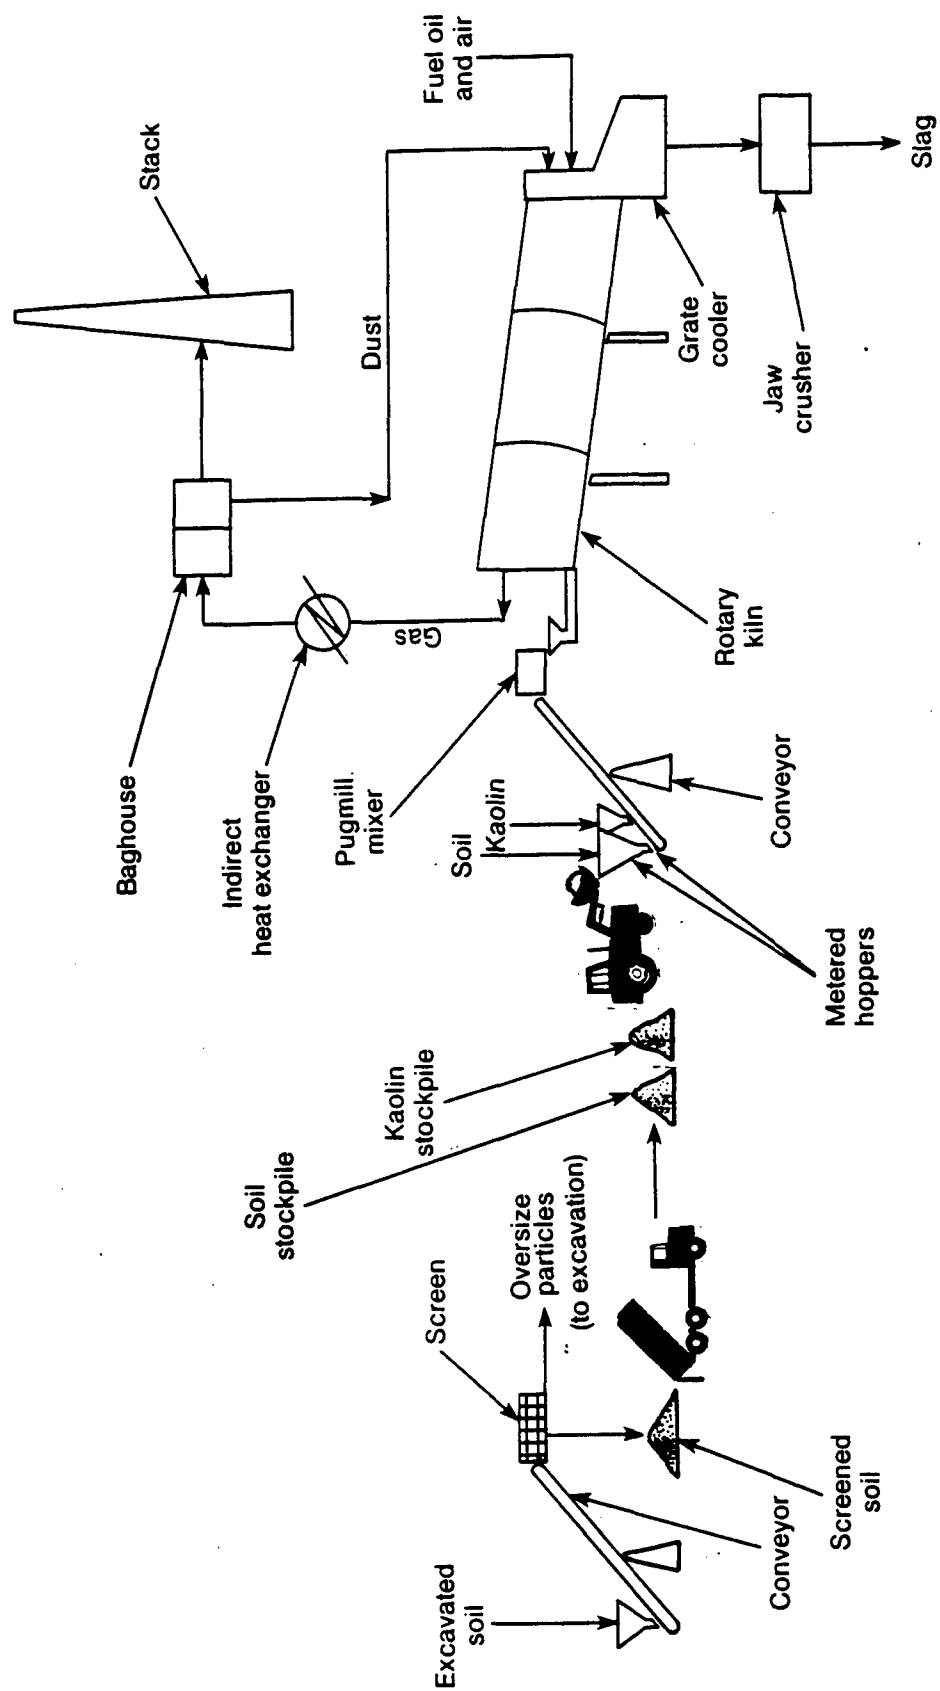 Excavated
soil
Conveyor
Screen
Oversize
particles
(to excavation)
Screened
soil
Soil
stockpile
Kaolin
stockpile
Metered
hoppers
Soil
Kaolin
Conveyor
Pugmill
mixer
Indirect
heat exchanger
Baghouse
Gas
Rotary
kiln
Dust
Stack
Grate
cooler
Jaw
crusher
Fuel oil
and air
Slag